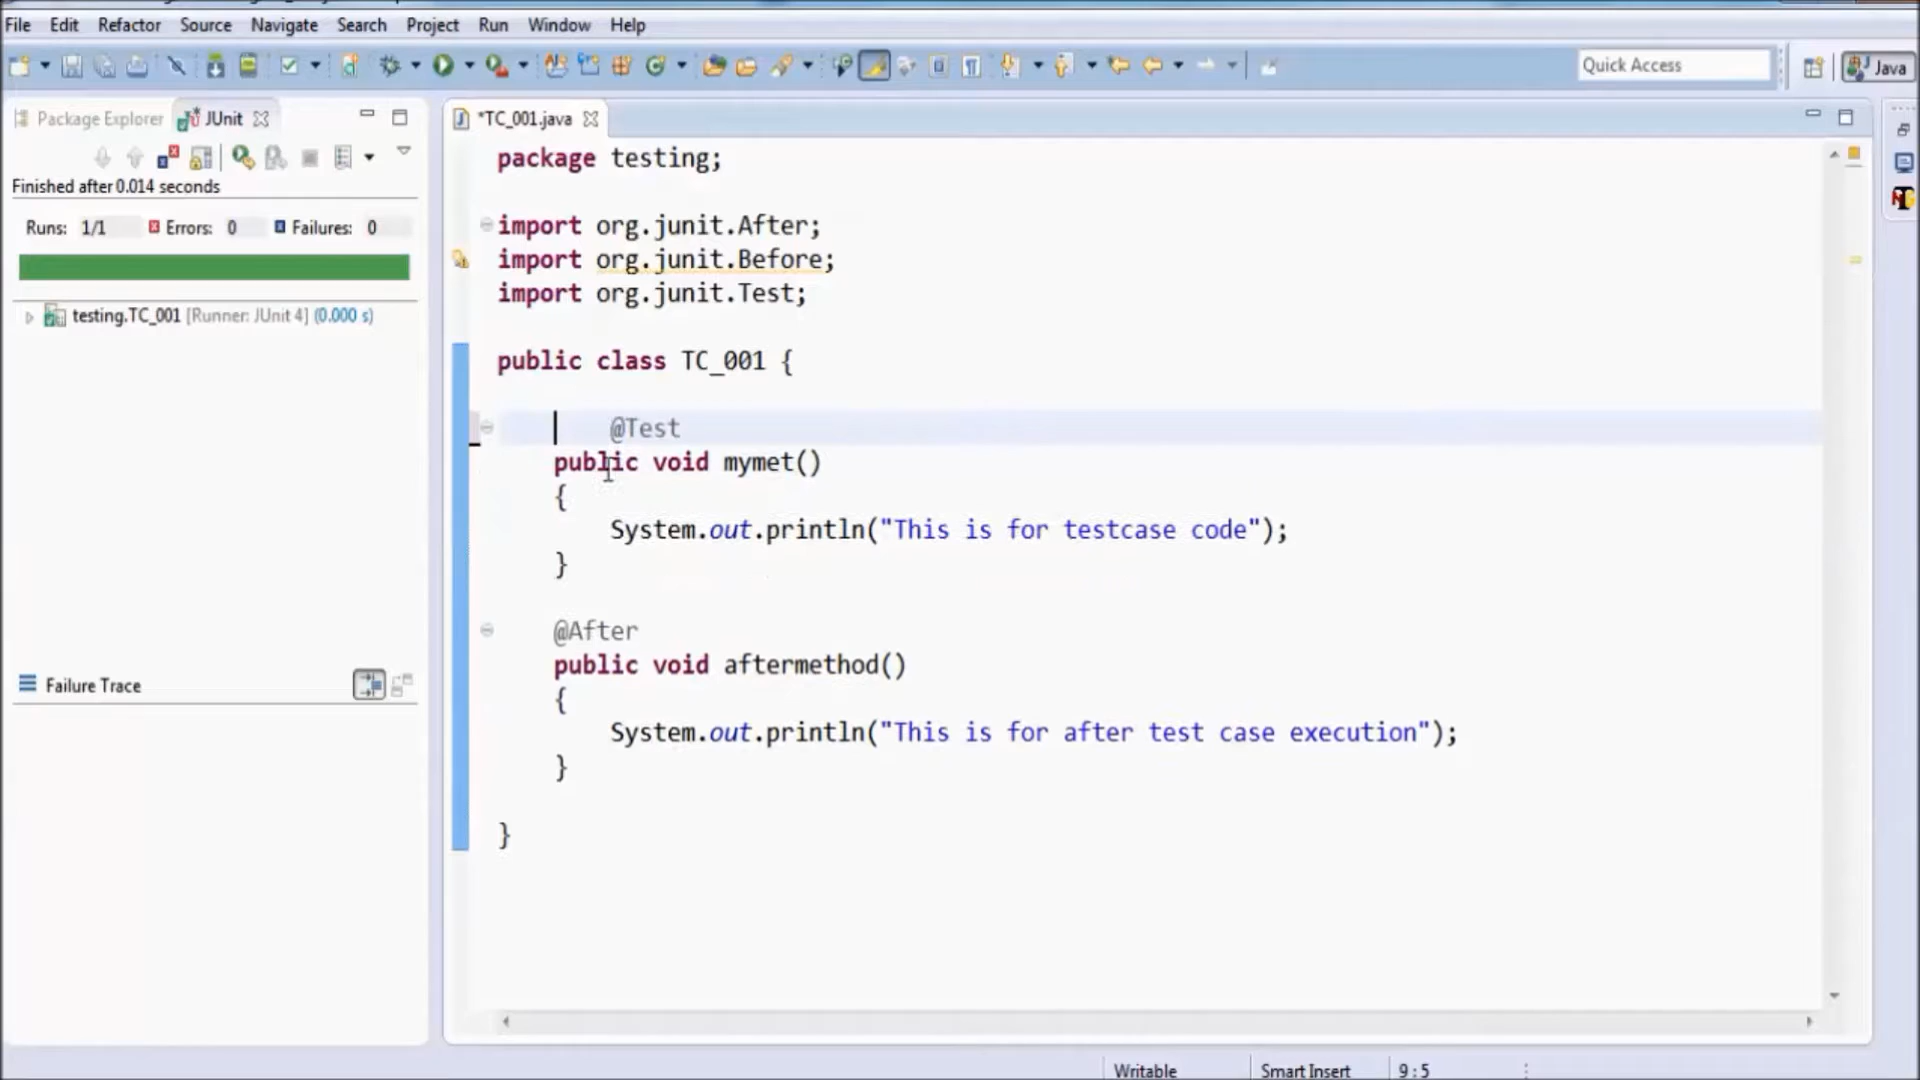 File Edit Refactor Source Navigate Search Project Run Window Help
Quick Access
Java
Package Explorer JUnit
*TC_001.java
Finished after 0.014 seconds
Runs: 1/1 Errors: 0 Failures: 0
testing.TC_001 [Runner: JUnit 4] (0.000 s)
Failure Trace
package testing;
import org.junit.After;
import org.junit.Before;
import org.junit.Test;
public class TC_001 {
@Test
public void mymet()
{
System.out.println("This is for testcase code");
}
@After
public void aftermethod()
{
System.out.println("This is for after test case execution");
}
}
Writable Smart Insert 9 : 5